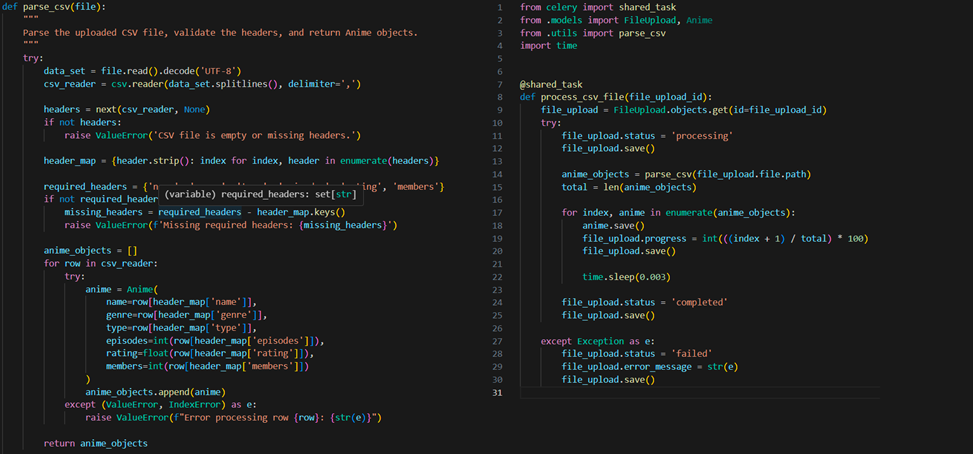 def parse_csv(file):
    """
    Parse the uploaded CSV file, validate the headers, and return Anime objects.
    """
    try:
        data_set = file.read().decode('UTF-8')
        csv_reader = csv.reader(data_set.splitlines(), delimiter=',')
        headers = next(csv_reader, None)
        if not headers:
            raise ValueError('CSV file is empty or missing headers.')
        header_map = {header.strip(): index for index, header in enumerate(headers)}
        required_headers = {'n
ting', 'members'}
(variable) required_headers: set[str]
        if not required_header
            missing_headers = required_headers - header_map.keys()
            raise ValueError(f'Missing required headers: {missing_headers}')
        anime_objects = []
        for row in csv_reader:
            try:
                anime = Anime(
                    name=row[header_map['name']],
                    genre=row[header_map['genre']],
                    type=row[header_map['type']],
                    episodes=int(row[header_map['episodes']]),
                    rating=float(row[header_map['rating']]),
                    members=int(row[header_map['members']])
                )
                anime_objects.append(anime)
            except (ValueError, IndexError) as e:
                raise ValueError(f"Error processing row {row}: {str(e)}")
        return anime_objects
1 from celery import shared_task
2 from .models import FileUpload, Anime
3 from .utils import parse_csv
4 import time
5
6
7 @shared_task
8 def process_csv_file(file_upload_id):
9     file_upload = FileUpload.objects.get(id=file_upload_id)
10     try:
11         file_upload.status = 'processing'
12         file_upload.save()
13
14         anime_objects = parse_csv(file_upload.file.path)
15         total = len(anime_objects)
16
17         for index, anime in enumerate(anime_objects):
18             anime.save()
19             file_upload.progress = int(((index + 1) / total) * 100)
20             file_upload.save()
21
22             time.sleep(0.003)
23
24         file_upload.status = 'completed'
25         file_upload.save()
26
27     except Exception as e:
28         file_upload.status = 'failed'
29         file_upload.error_message = str(e)
30         file_upload.save()
31